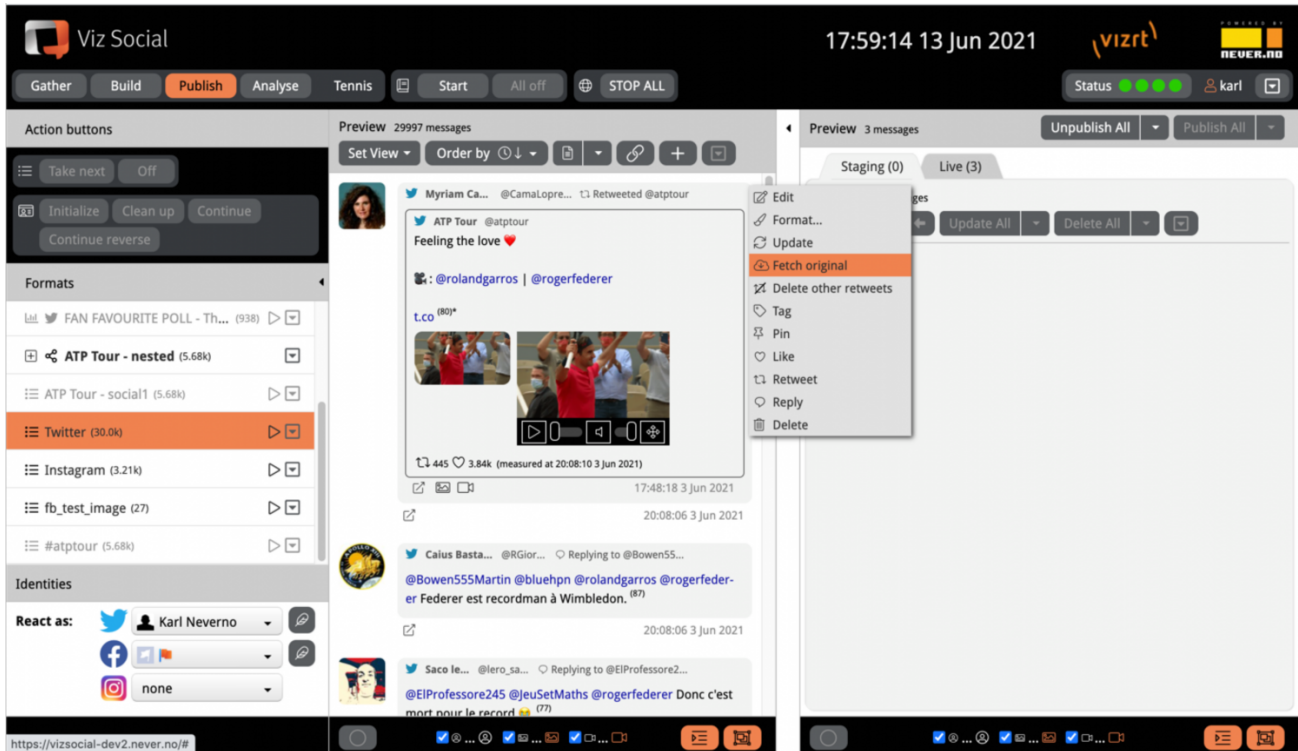 Viz Social
17:59:14 13 Jun 2021
vizrt
POWERED BY
NEVER.NO
Gather Build Publish Analyse Tennis Start All off STOP ALL
Status karl
Action buttons
Take next Off
Initialize Clean up Continue
Continue reverse
Formats
FAN FAVOURITE POLL - Th... (938)
ATP Tour - nested (5.68k)
ATP Tour - social1 (5.68k)
Twitter (30.0k)
Instagram (3.21k)
fb_test_image (27)
#atptour (5.68k)
Identities
React as: Karl Neverno
none
https://vizsocial-dev2.never.no/#
Preview 29997 messages
Set View Order by
Myriam Ca... @CamaLopre... Retweeted @atptour
ATP Tour @atptour
Feeling the love
: @rolandgarros | @rogerfederer
t.co (80)*
445 3.84k (measured at 20:08:10 3 Jun 2021)
17:48:18 3 Jun 2021
20:08:06 3 Jun 2021
APOLLO XIII
Caius Basta... @RGior... Replying to @Bowen55...
@Bowen555Martin @bluehpn @rolandgarros @rogerfeder-
er Federer est recordman à Wimbledon. (87)
20:08:06 3 Jun 2021
Saco le... @lero_sa... Replying to @ElProfessore2...
@ElProfessore245 @JeuSetMaths @rogerfederer Donc c'est
mort pour le record (77)
Edit
Format...
Update
Fetch original
Delete other retweets
Tag
Pin
Like
Retweet
Reply
Delete
Preview 3 messages
Unpublish All Publish All
Staging (0) Live (3)
Update All Delete All